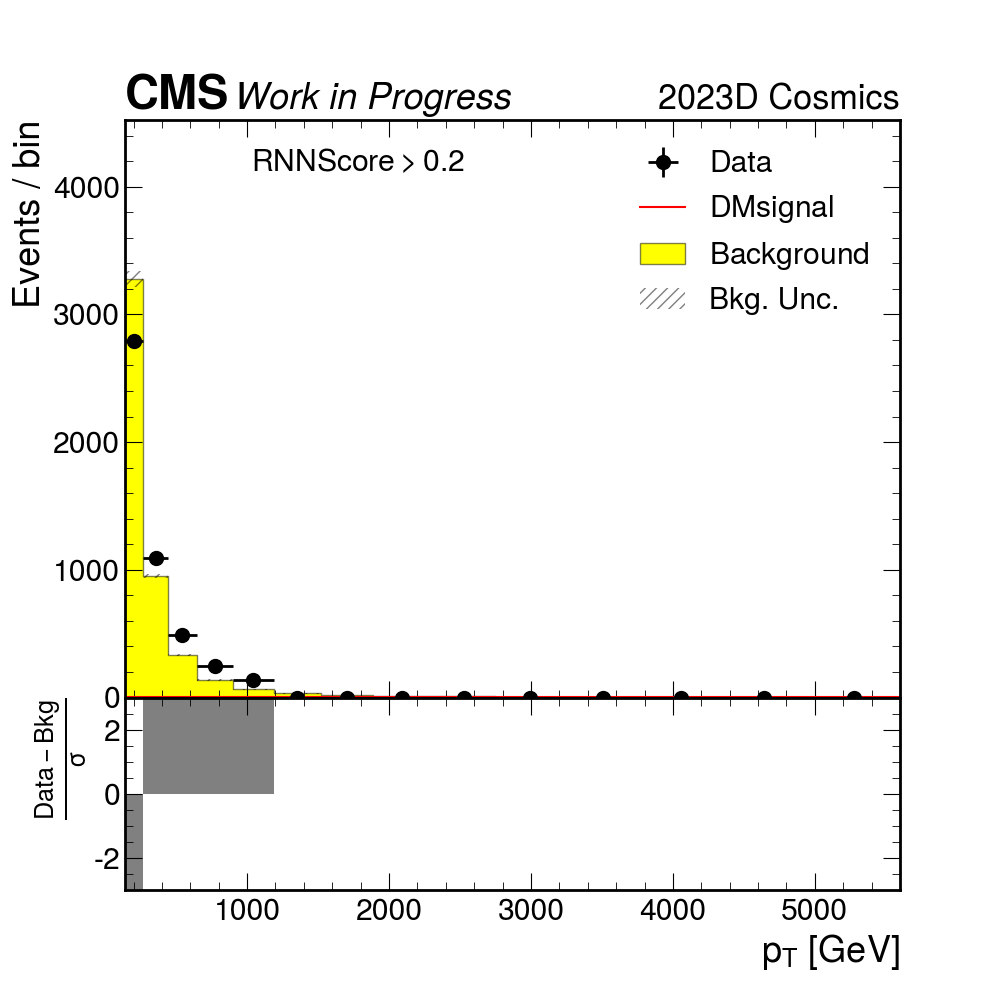 CMS Work in Progress
2023D Cosmics
Events / bin
RNNScore > 0.2
Data
DMsignal
Background
Bkg. Unc.
4000
3000
2000
1000
0
Data – Bkg
σ
2
0
-2
1000 2000 3000 4000 5000
pT [GeV]